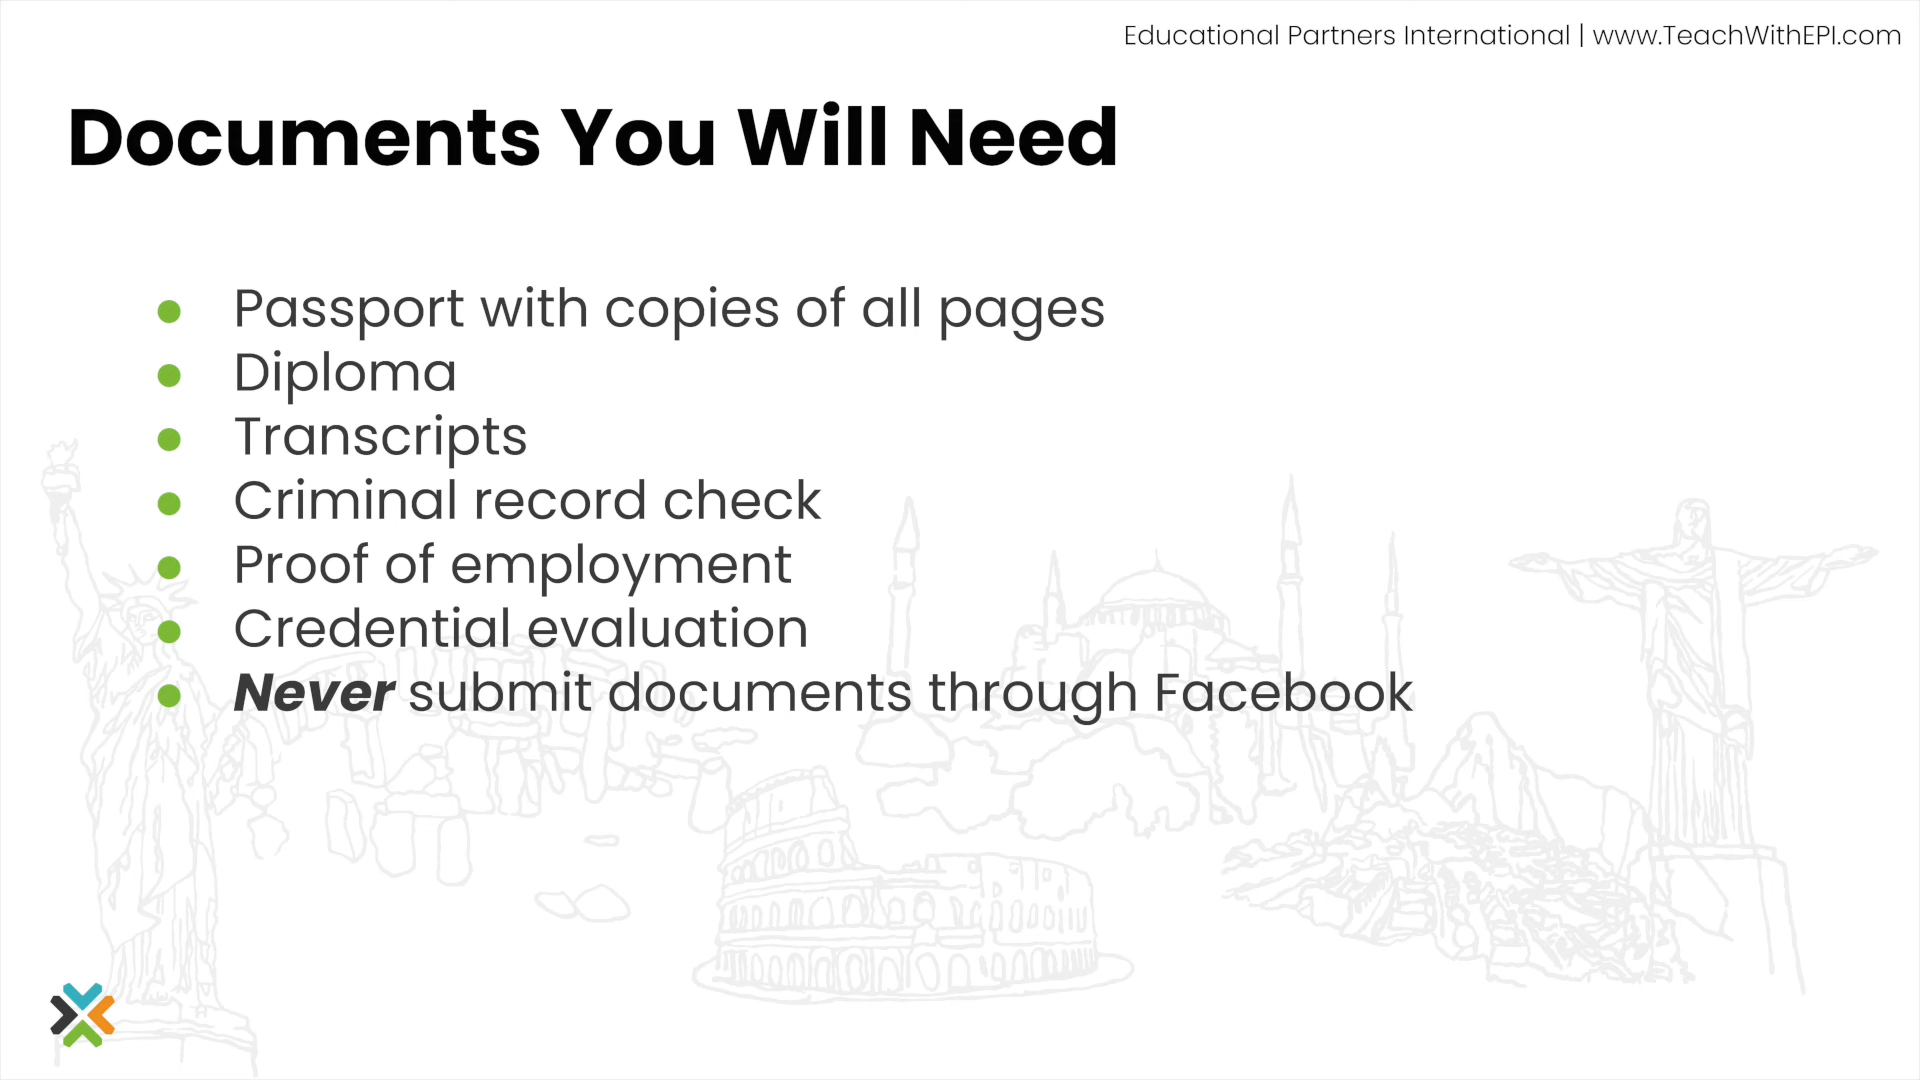 Educational Partners International | www.TeachWithEPI.com
Documents You Will Need
● Passport with copies of all pages
● Diploma
● Transcripts
● Criminal record check
● Proof of employment
● Credential evaluation
● Never submit documents through Facebook